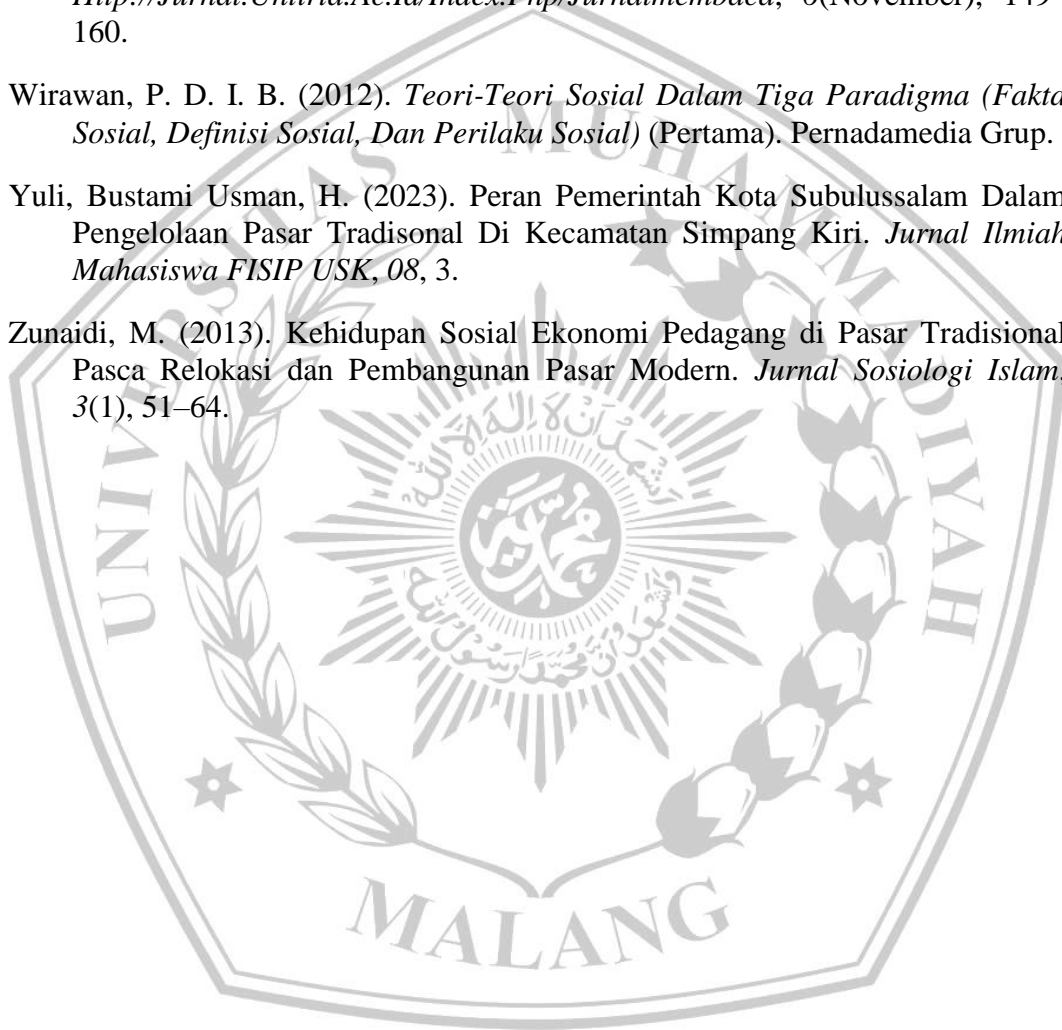 160.
Wirawan, P. D. I. B. (2012). Teori-Teori Sosial Dalam Tiga Paradigma (Fakta
Sosial, Definisi Sosial, Dan Perilaku Sosial) (Pertama). Pernadamedia Grup.
Yuli, Bustami Usman, H. (2023). Peran Pemerintah Kota Subulussalam Dalam
Pengelolaan Pasar Tradisonal Di Kecamatan Simpang Kiri. Jurnal Ilmiah
Mahasiswa FISIP USK, 08, 3.
Zunaidi, M. (2013). Kehidupan Sosial Ekonomi Pedagang di Pasar Tradisional
Pasca Relokasi dan Pembangunan Pasar Modern. Jurnal Sosiologi Islam,
3(1), 51–64.
UNIVERSITAS MUHAMMADIYAH
MALANG